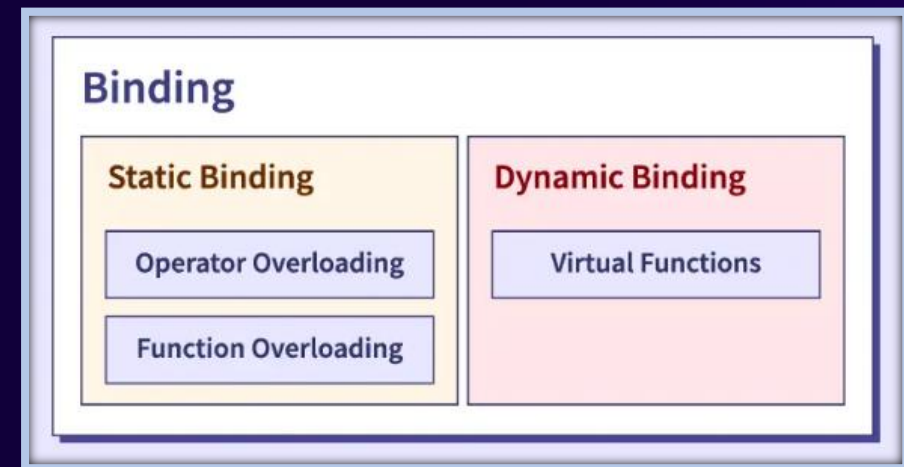 Binding
Static Binding
Operator Overloading
Function Overloading
Dynamic Binding
Virtual Functions